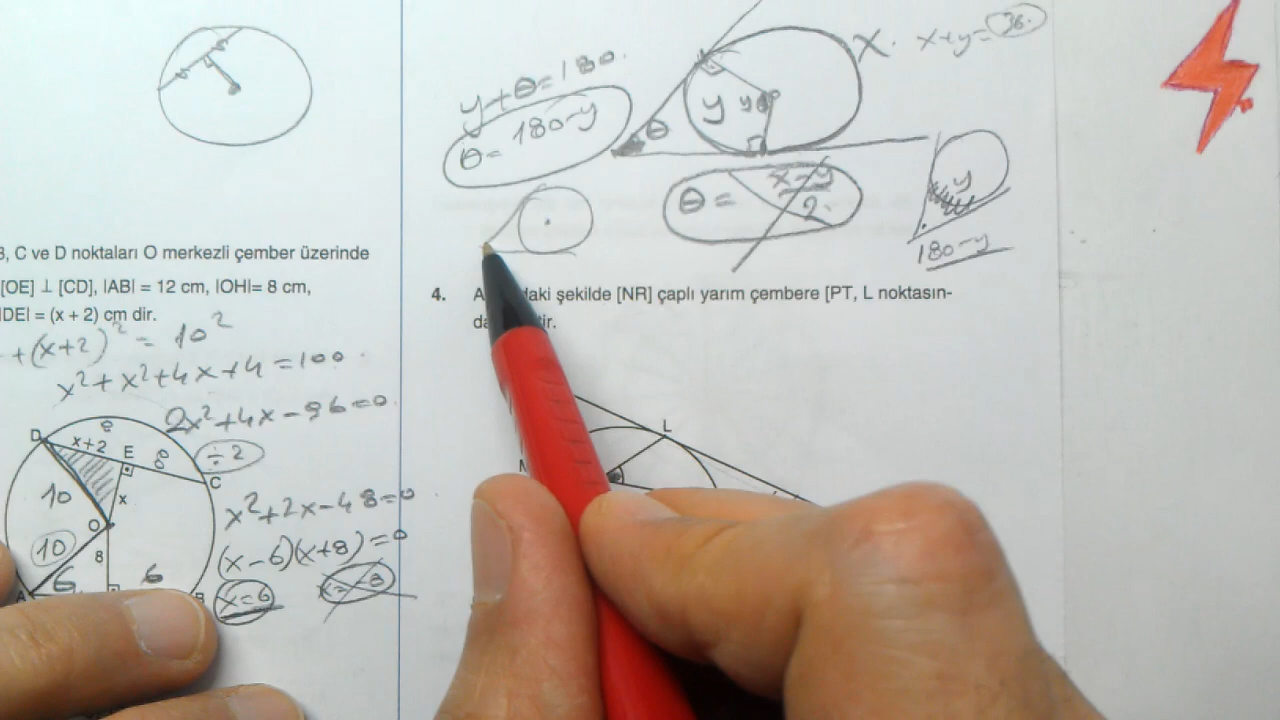 y+θ=180.
θ= 180-y
θ
y
y
x.
x+y=36.
θ = x-y
2
y
180-y
B, C ve D noktaları O merkezli çember üzerinde
[OE] ⊥ [CD], |AB| = 12 cm, |OH|= 8 cm,
|DE| = (x + 2) cm dir.
+(x+2)² = 10²
x²+x²+4x+4=100
2x²+4x-96=0
÷2
x²+2x-48=0
(x-6)(x+8)=0
x=6
x=-8
D
x+2
E
8
C
10
x
O
10
8
6
6
A
B
4.
daki şekilde [NR] çaplı yarım çembere [PT, L noktasın-
da
tir.
L